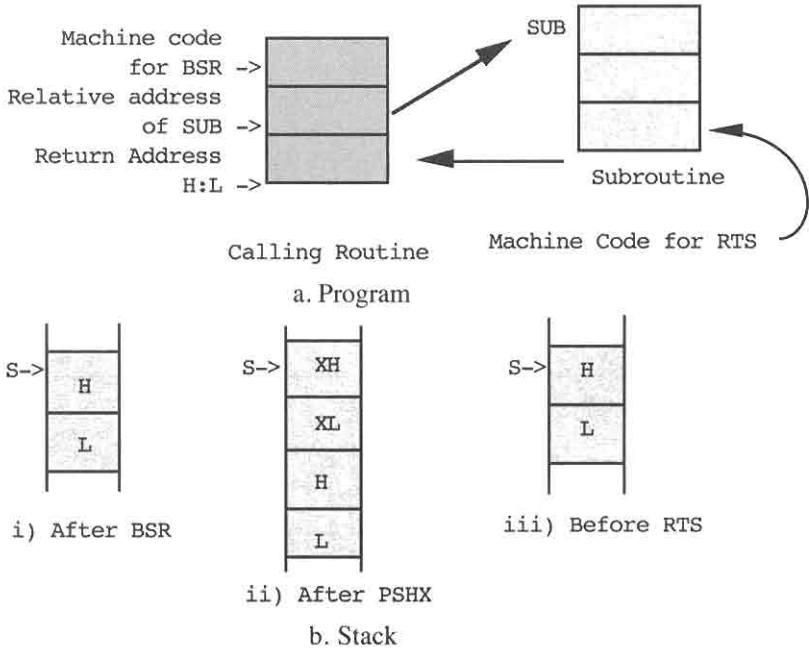 Machine code
for BSR ->
Relative address
of SUB ->
Return Address
H:L ->
SUB
Subroutine
Machine Code for RTS
Calling Routine
a. Program
S->
H
L
i) After BSR
S->
XH
XL
H
L
ii) After PSHX
S->
H
L
iii) Before RTS
b. Stack